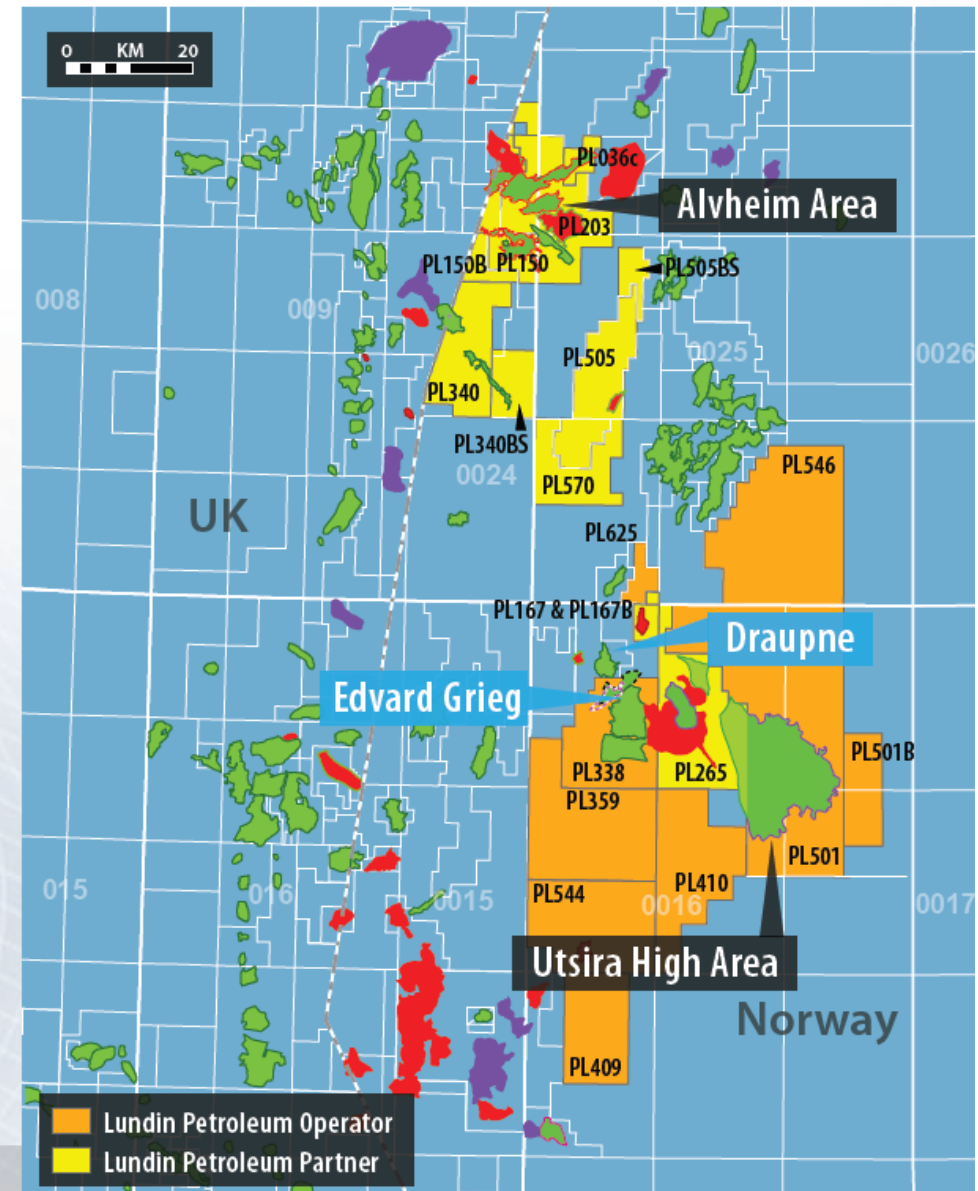 0 KM 20
PL036c
Alvheim Area
PL203
PL150B PL150
PL505BS
008
009
PL505
0025
0026
PL340
PL340BS
0024
PL546
PL570
UK
PL625
PL167 & PL167B
Draupne
Edvard Grieg
PL338
PL265
PL501B
PL359
PL501
015
016
0015
PL544
PL410
0016
0017
Utsira High Area
Norway
PL409
Lundin Petroleum Operator
Lundin Petroleum Partner